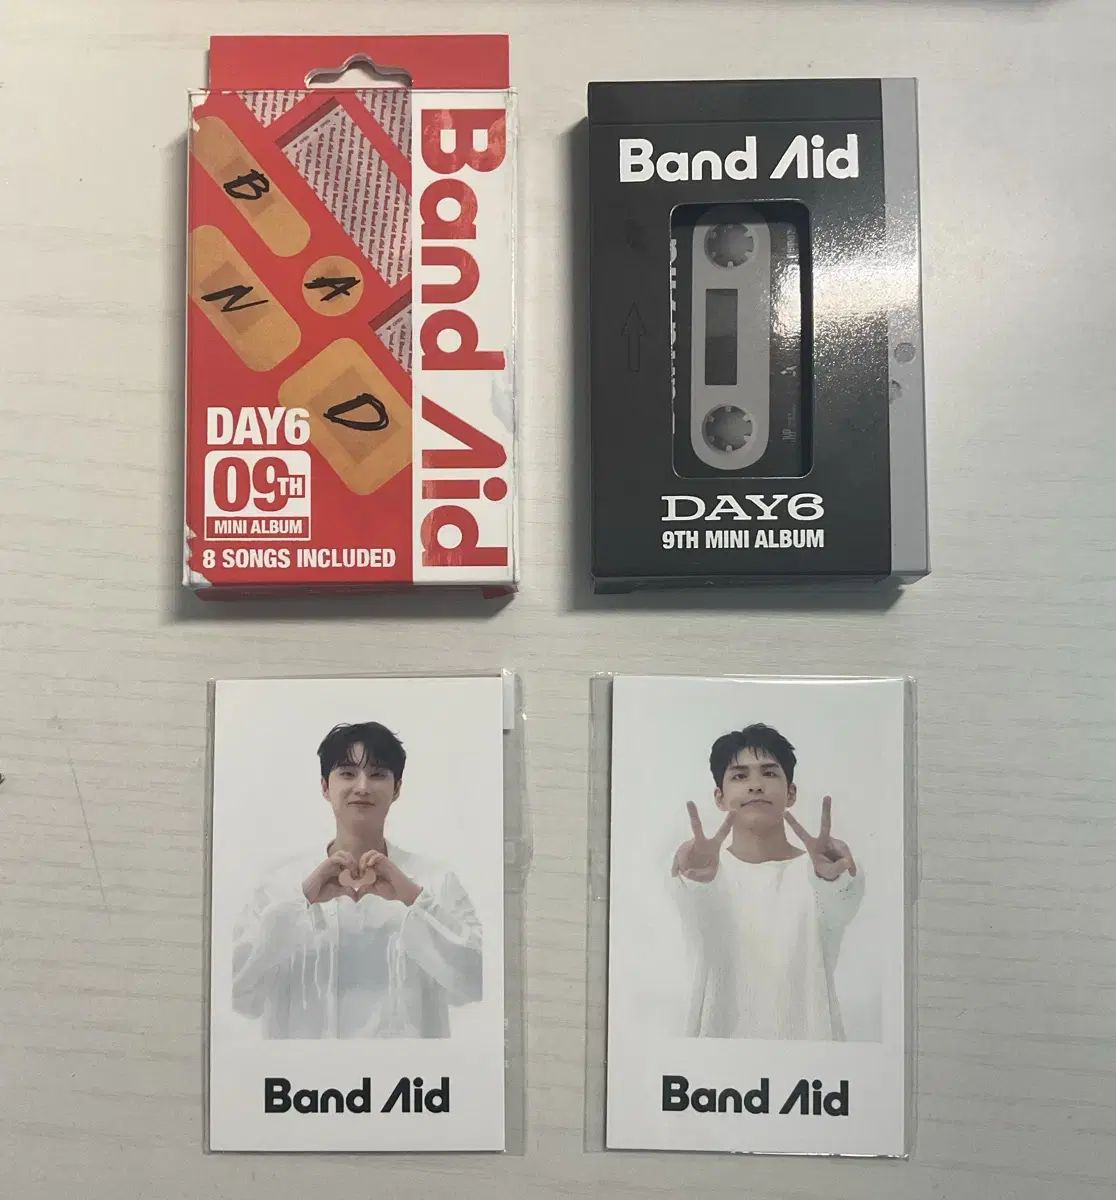 B
A
N
D
Band Aid
DAY6
09TH
MINI ALBUM
8 SONGS INCLUDED
Band Aid
DAY6
9TH MINI ALBUM
Band Aid
Band Aid